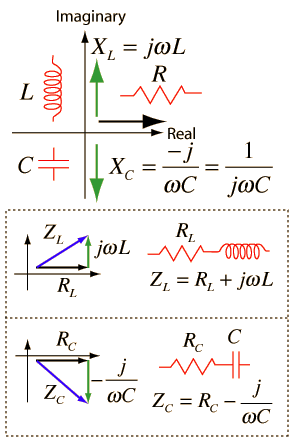 Imaginary
X_L = jωL
L
R
Real
C
X_C = -j/ωC = 1/jωC
Z_L
jωL
R_L
R_L
Z_L = R_L + jωL
R_C
-j/ωC
Z_C
R_C
C
Z_C = R_C - j/ωC